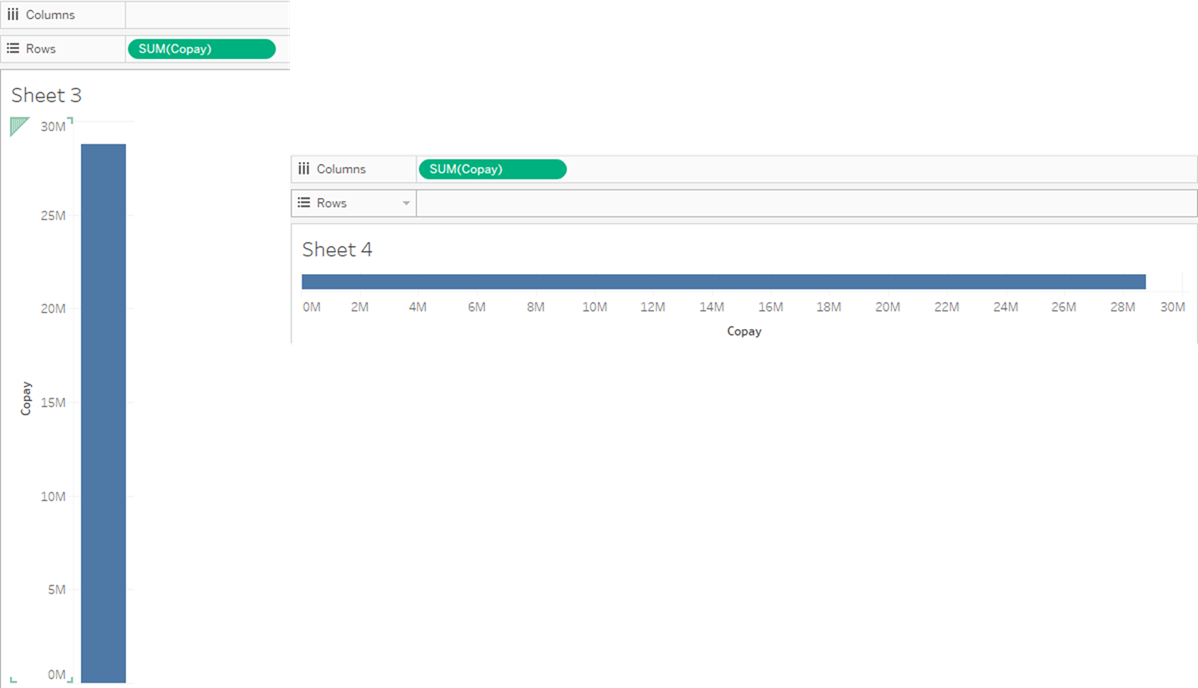 Columns
Rows SUM(Copay)
Sheet 3
30M
25M
20M
15M
10M
5M
0M
Copay
Columns SUM(Copay)
Rows
Sheet 4
0M 2M 4M 6M 8M 10M 12M 14M 16M 18M 20M 22M 24M 26M 28M 30M
Copay